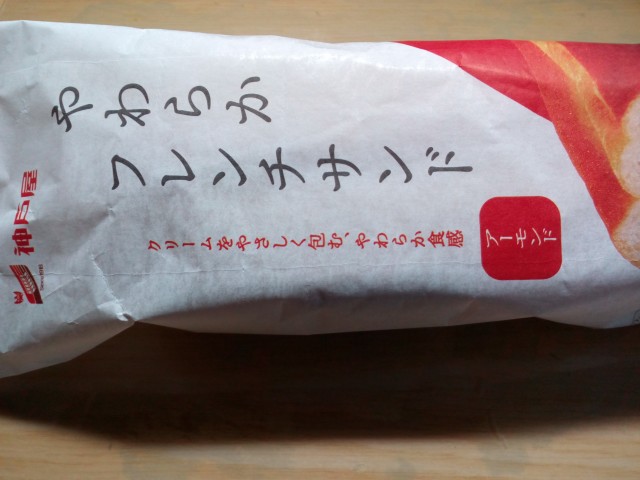 神戸屋
やわらか
フレンチサンド
クリームをやさしく包む、やわらか食感
アーモンド